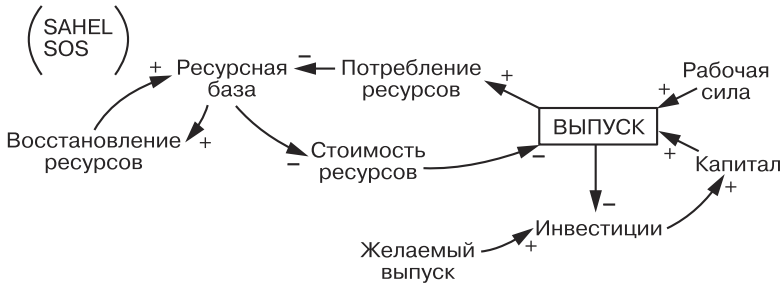 SAHEL
SOS
Ресурсная
база
Потребление
ресурсов
Рабочая
сила
Восстановление
ресурсов
Стоимость
ресурсов
ВЫПУСК
Капитал
Инвестиции
Желаемый
выпуск
+
−
+
+
+
−
−
+
+
−
+